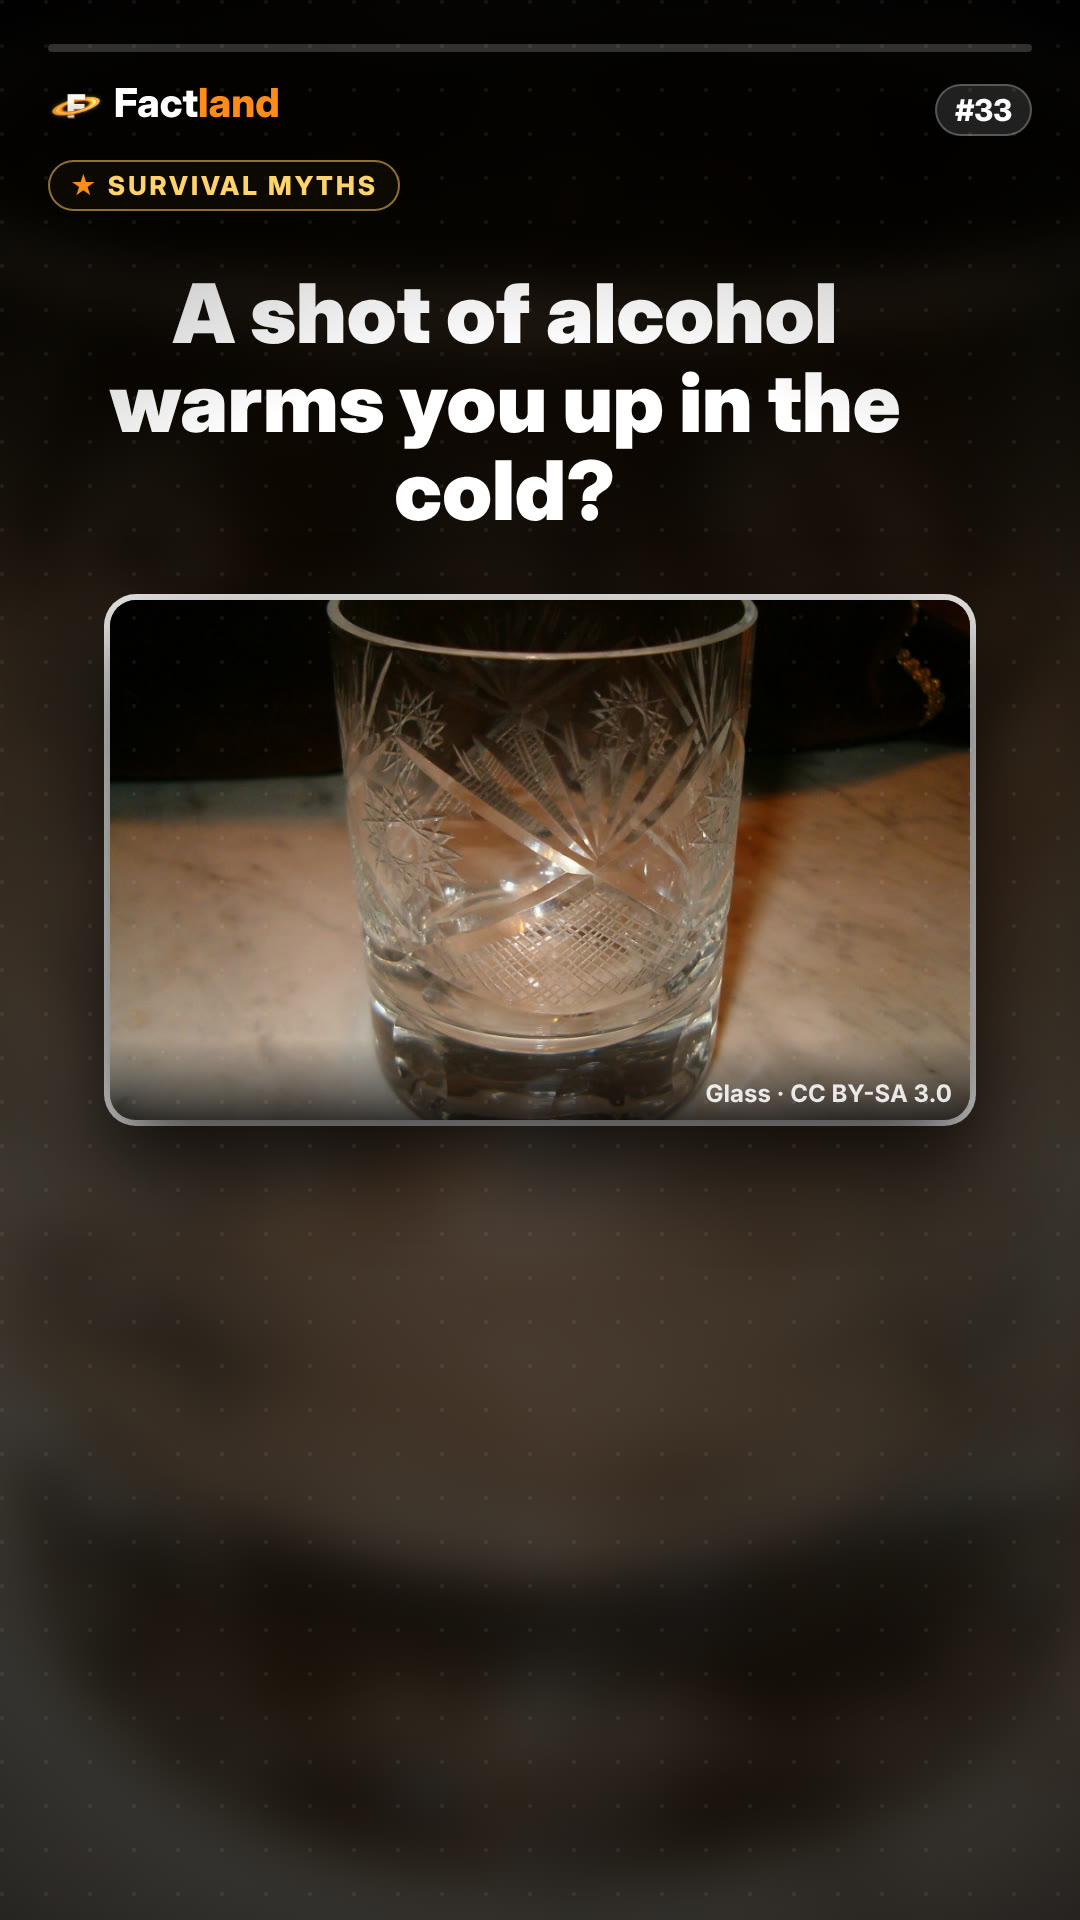 Factland
#33
★ SURVIVAL MYTHS
A shot of alcohol
warms you up in the
cold?
Glass · CC BY-SA 3.0